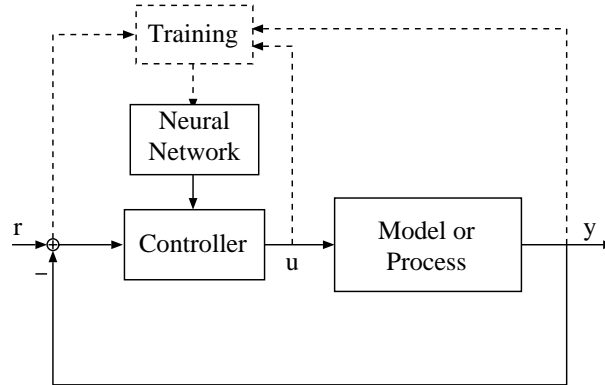 Training
Neural
Network
r
Controller
u
Model or
Process
y
−